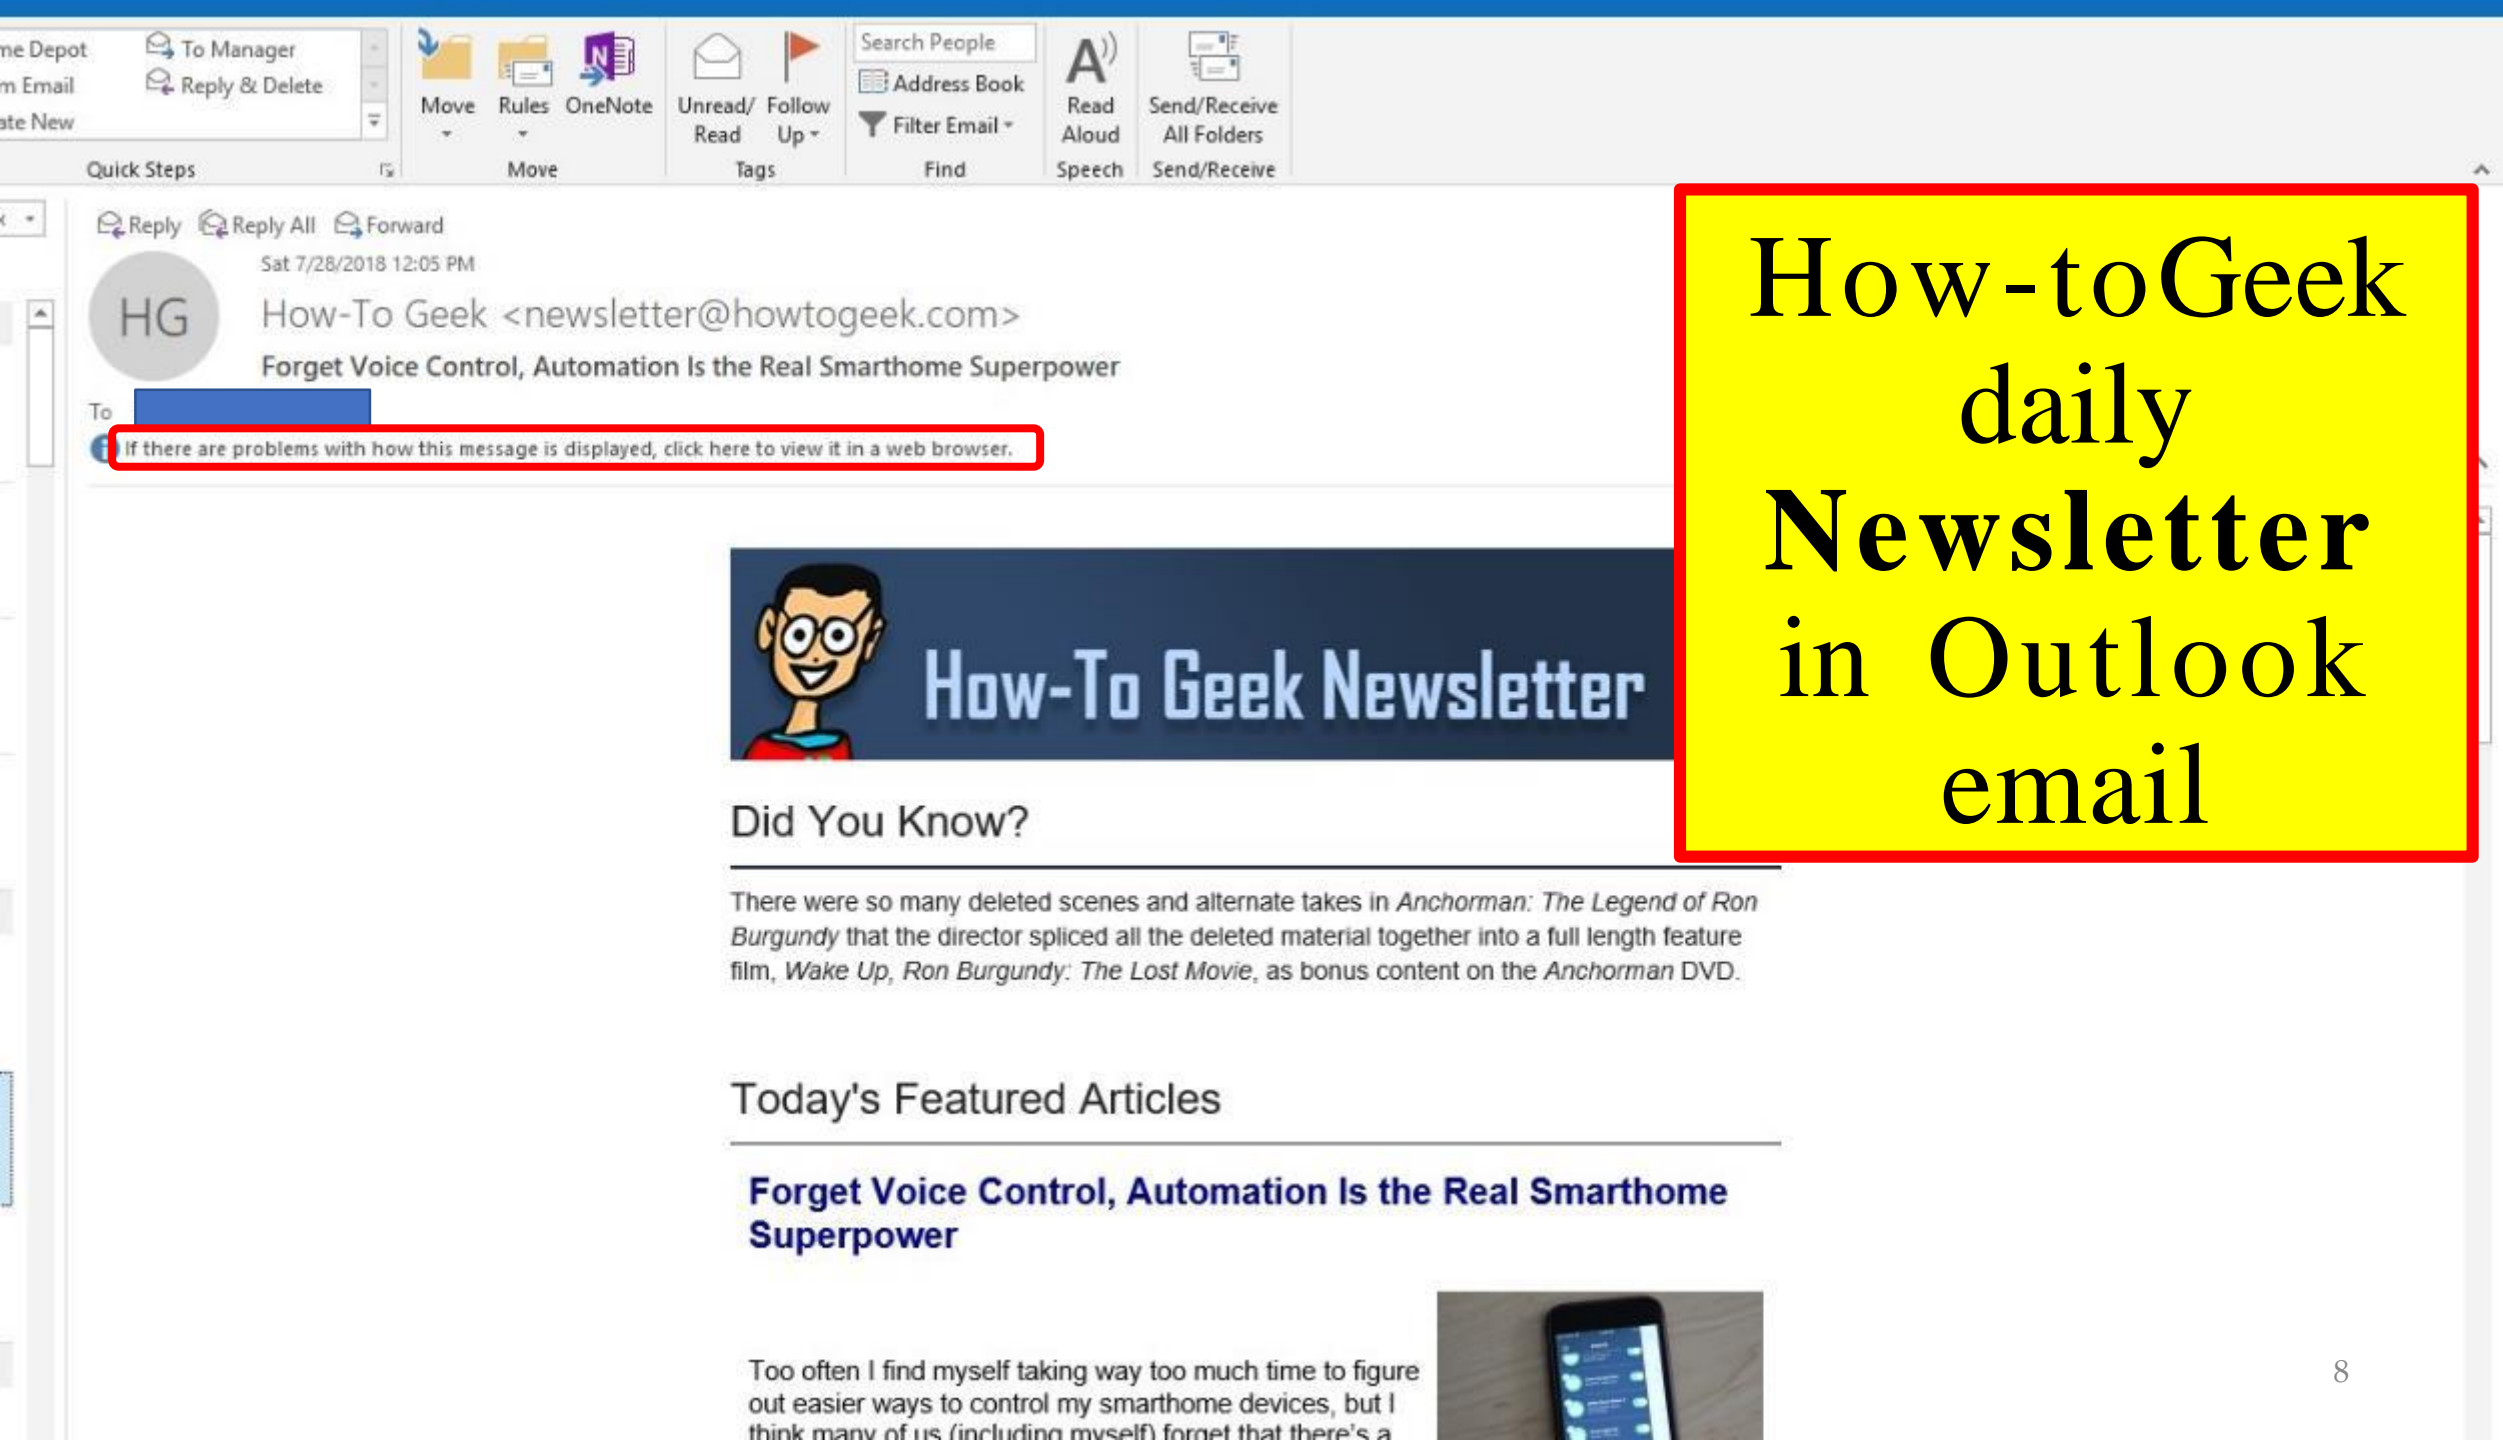 me Depot
To Manager
m Email
Reply & Delete
ate New
Quick Steps
Move
Rules
OneNote
Move
Unread/
Read
Follow
Up
Tags
Search People
Address Book
Filter Email
Find
Read
Aloud
Speech
Send/Receive
All Folders
Send/Receive
Reply Reply All Forward
Sat 7/28/2018 12:05 PM
HG
How-To Geek <newsletter@howtogeek.com>
Forget Voice Control, Automation Is the Real Smarthome Superpower
To
If there are problems with how this message is displayed, click here to view it in a web browser.
How-toGeek
daily
Newsletter
in Outlook
email
How-To Geek Newsletter
Did You Know?
There were so many deleted scenes and alternate takes in Anchorman: The Legend of Ron
Burgundy that the director spliced all the deleted material together into a full length feature
film, Wake Up, Ron Burgundy: The Lost Movie, as bonus content on the Anchorman DVD.
Today's Featured Articles
Forget Voice Control, Automation Is the Real Smarthome
Superpower
Too often I find myself taking way too much time to figure
out easier ways to control my smarthome devices, but I
think many of us (including myself) forget that there's a
8